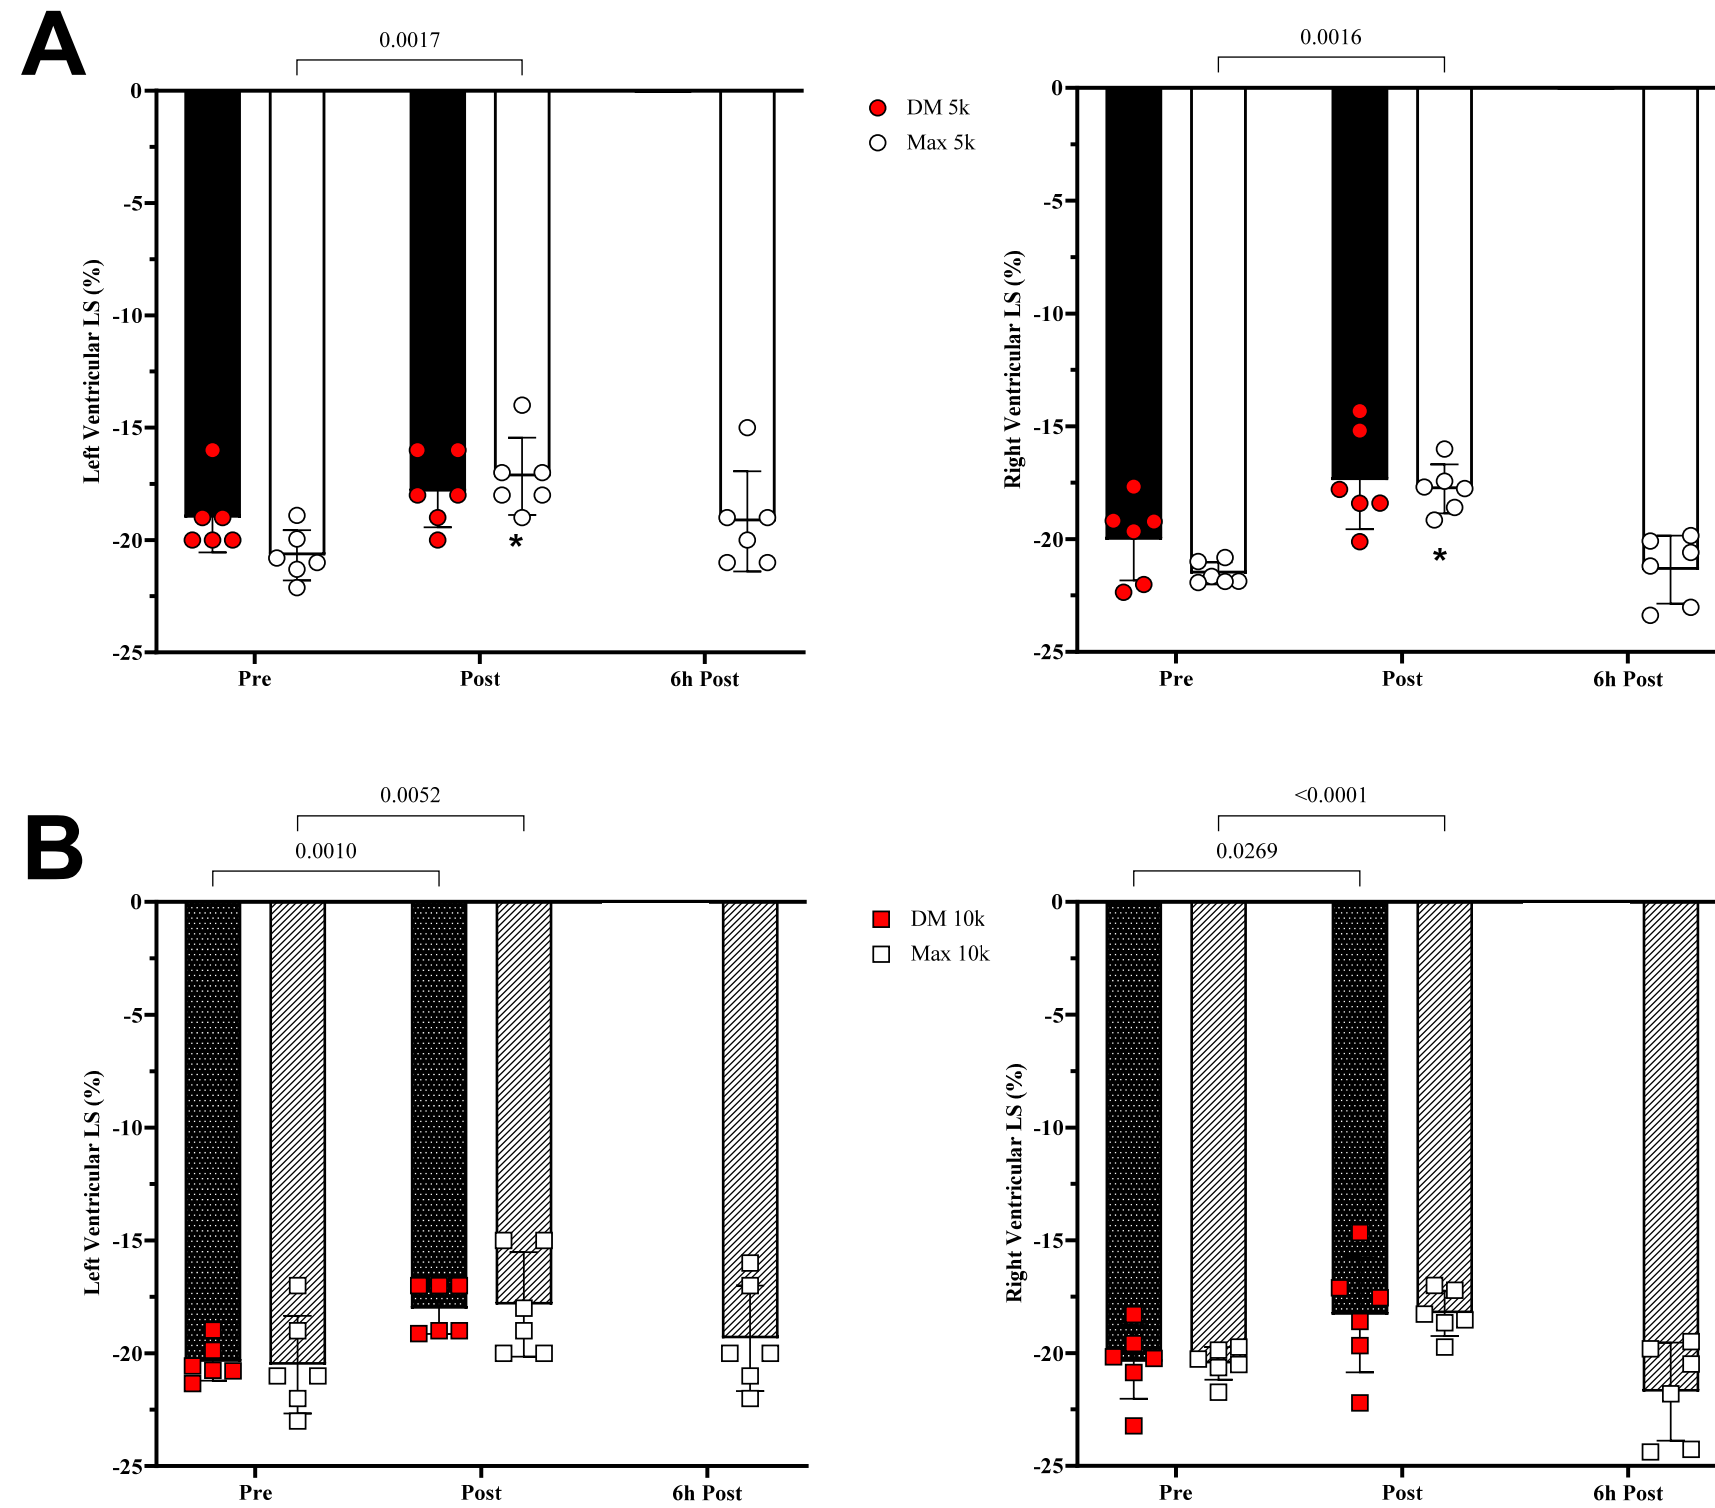 A
0.0017
0
-5
-10
-15
-20
-25
Left Ventricular LS (%)
Pre
Post
6h Post
*
DM 5k
Max 5k
0.0016
0
-5
-10
-15
-20
-25
Right Ventricular LS (%)
Pre
Post
6h Post
*
B
0.0052
0.0010
0
-5
-10
-15
-20
-25
Left Ventricular LS (%)
Pre
Post
6h Post
DM 10k
Max 10k
<0.0001
0.0269
0
-5
-10
-15
-20
-25
Right Ventricular LS (%)
Pre
Post
6h Post